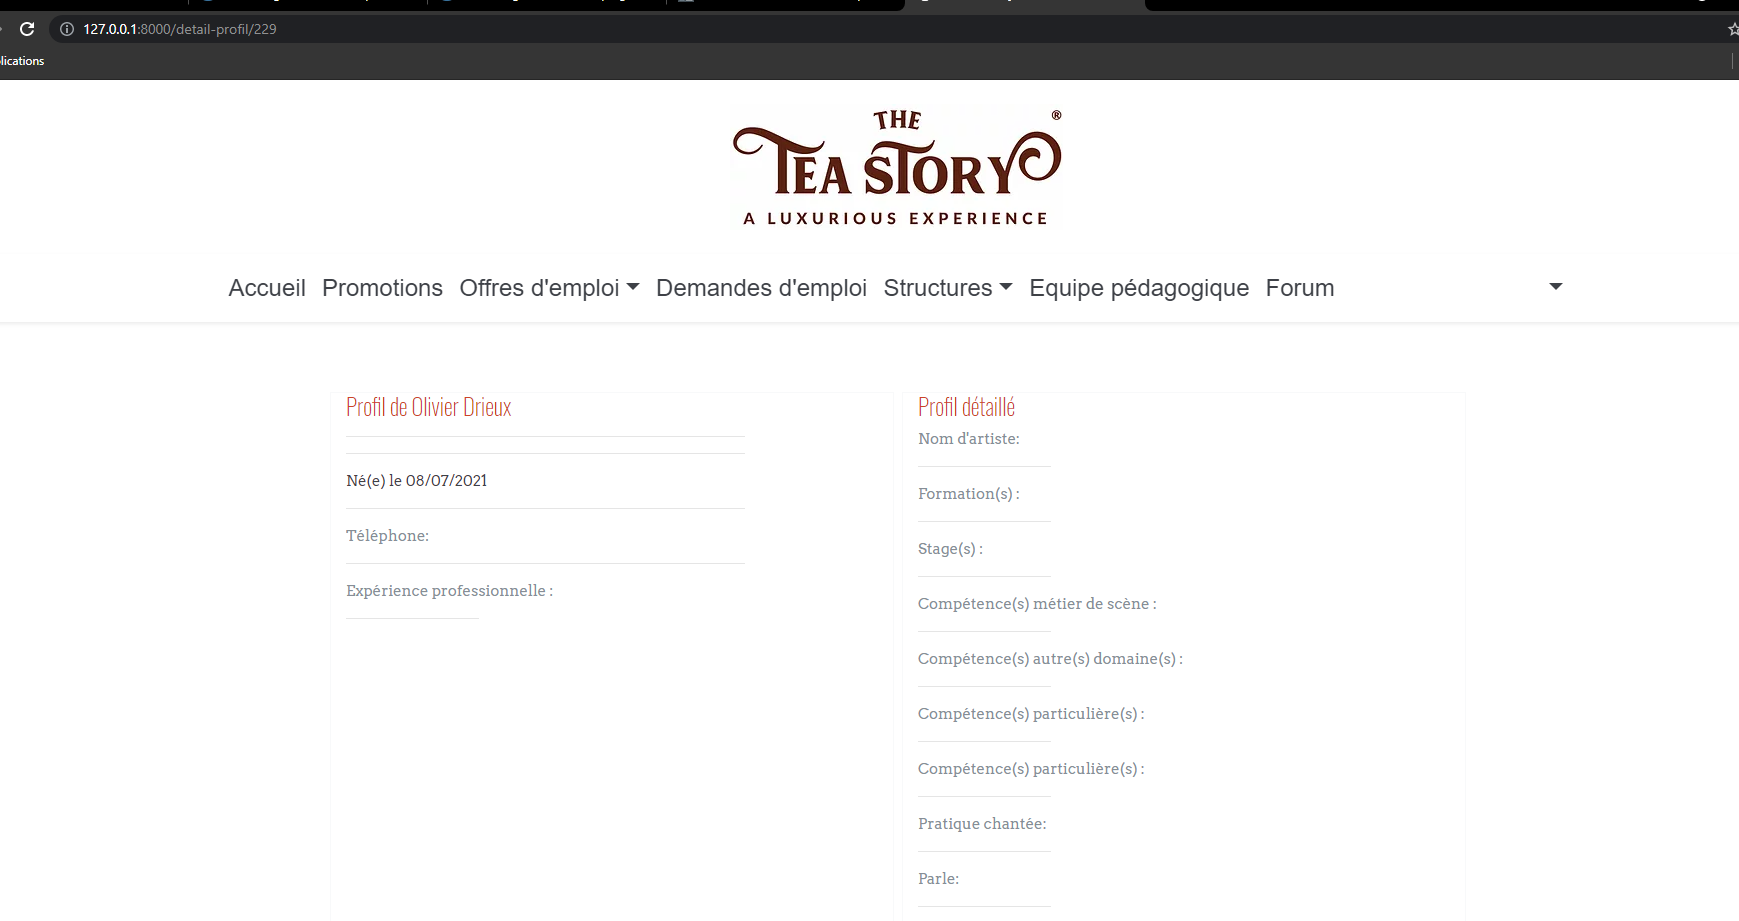 127.0.0.1:8000/detail-profil/229
lications
THE
®
TEA STORY
A LUXURIOUS EXPERIENCE
Accueil Promotions Offres d'emploi Demandes d'emploi Structures Equipe pédagogique Forum
Profil de Olivier Drieux
Né(e) le 08/07/2021
Téléphone:
Expérience professionnelle :
Profil détaillé
Nom d'artiste:
Formation(s) :
Stage(s) :
Compétence(s) métier de scène :
Compétence(s) autre(s) domaine(s) :
Compétence(s) particulière(s) :
Compétence(s) particulière(s) :
Pratique chantée:
Parle: